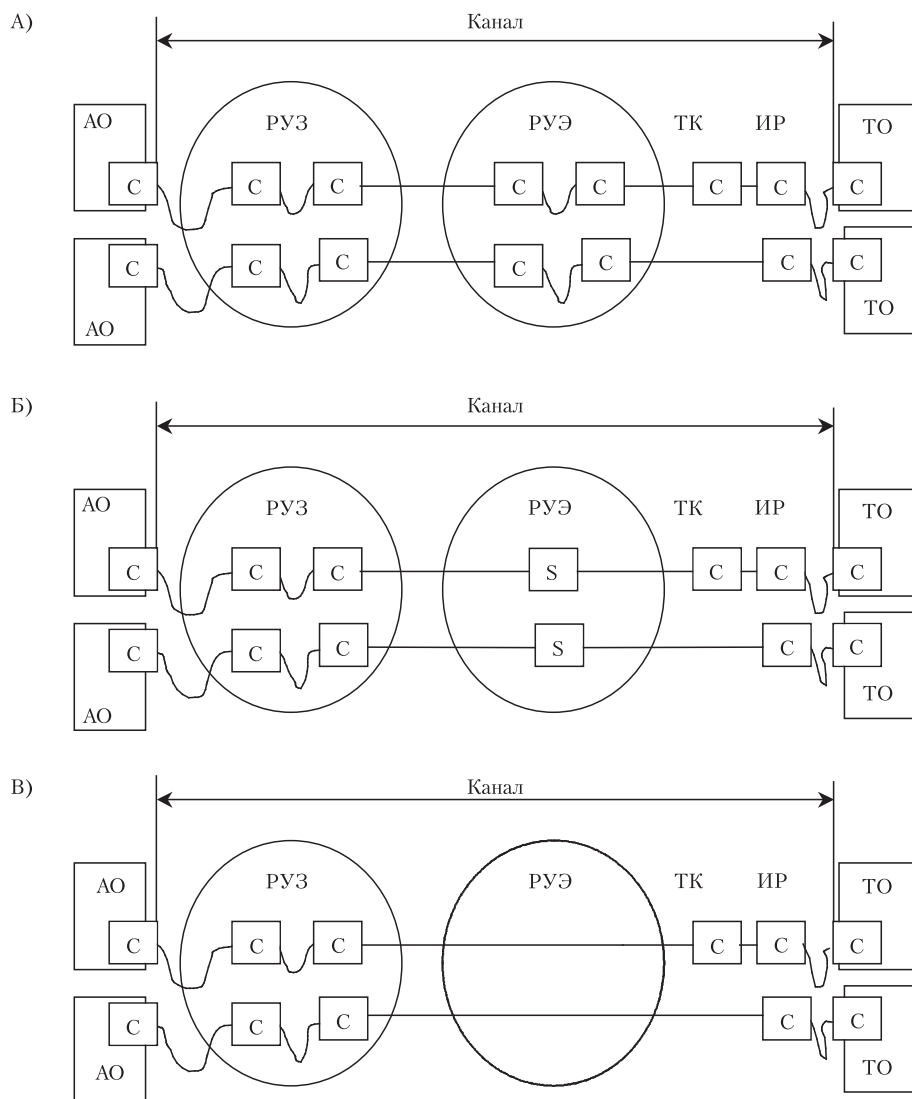 А)
Канал
АО
РУЗ
РУЭ
ТК
ИР
ТО
С С С С С С С С
С С С С С С С
АО
ТО
Б)
Канал
АО
РУЗ
РУЭ
ТК
ИР
ТО
С С С S С С С
С С С S С С
АО
ТО
В)
Канал
АО
РУЗ
РУЭ
ТК
ИР
ТО
С С С С С С
С С С С С
АО
ТО